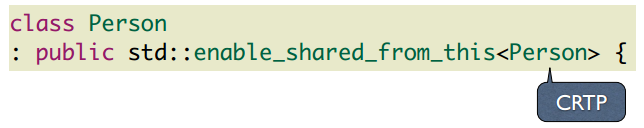 class Person
: public std::enable_shared_from_this<Person> {
CRTP